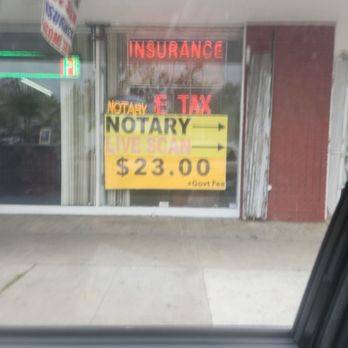 INSURANCE
NOTARY E TAX
NOTARY
LIVE SCAN
$23.00
+Govt Fee